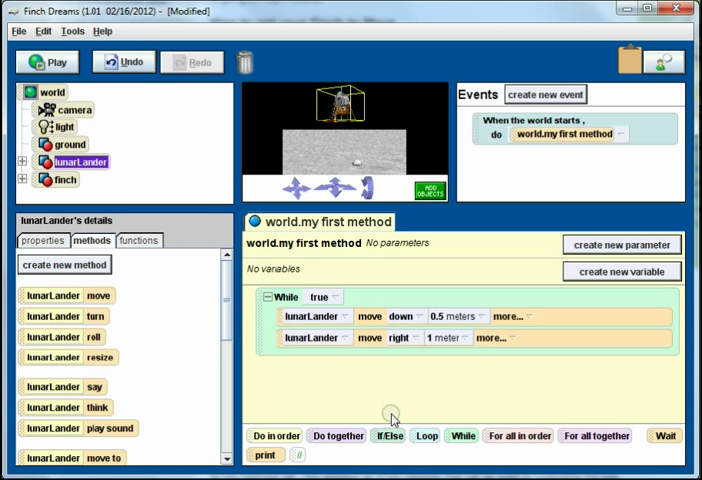 Finch Dreams (1.01 02/16/2012) - [Modified]
File Edit Tools Help
Play Undo Redo
world
camera
light
ground
lunarLander
finch
ADD OBJECTS
Events create new event
When the world starts ,
do world.my first method
lunarLander's details
properties methods functions
create new method
lunarLander move
lunarLander turn
lunarLander roll
lunarLander resize
lunarLander say
lunarLander think
lunarLander play sound
lunarLander move to
world.my first method
world.my first method No parameters create new parameter
No variables create new variable
While true
lunarLander move down 0.5 meters more...
lunarLander move right 1 meter more...
Do in order Do together If/Else Loop While For all in order For all together Wait
print //